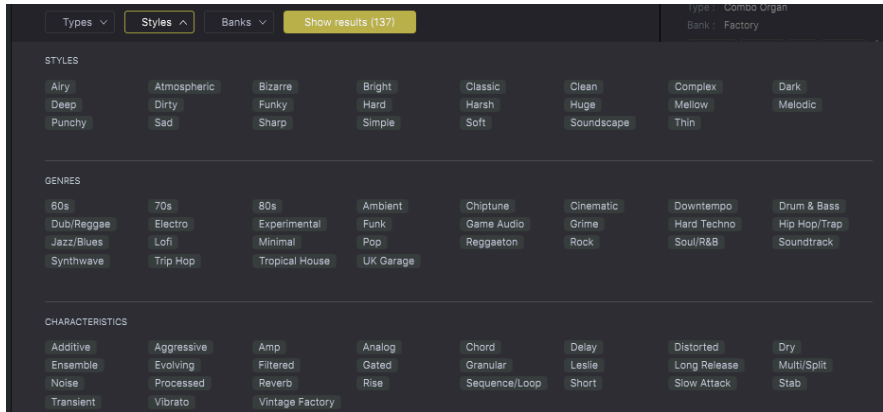 Types Styles Banks Show results (137) Type : Combo Organ
Bank : Factory
STYLES
Airy Atmospheric Bizarre Bright Classic Clean Complex Dark
Deep Dirty Funky Hard Harsh Huge Mellow Melodic
Punchy Sad Sharp Simple Soft Soundscape Thin
GENRES
60s 70s 80s Ambient Chiptune Cinematic Downtempo Drum & Bass
Dub/Reggae Electro Experimental Funk Game Audio Grime Hard Techno Hip Hop/Trap
Jazz/Blues Lofi Minimal Pop Reggaeton Rock Soul/R&B Soundtrack
Synthwave Trip Hop Tropical House UK Garage
CHARACTERISTICS
Additive Aggressive Amp Analog Chord Delay Distorted Dry
Ensemble Evolving Filtered Gated Granular Leslie Long Release Multi/Split
Noise Processed Reverb Rise Sequence/Loop Short Slow Attack Stab
Transient Vibrato Vintage Factory